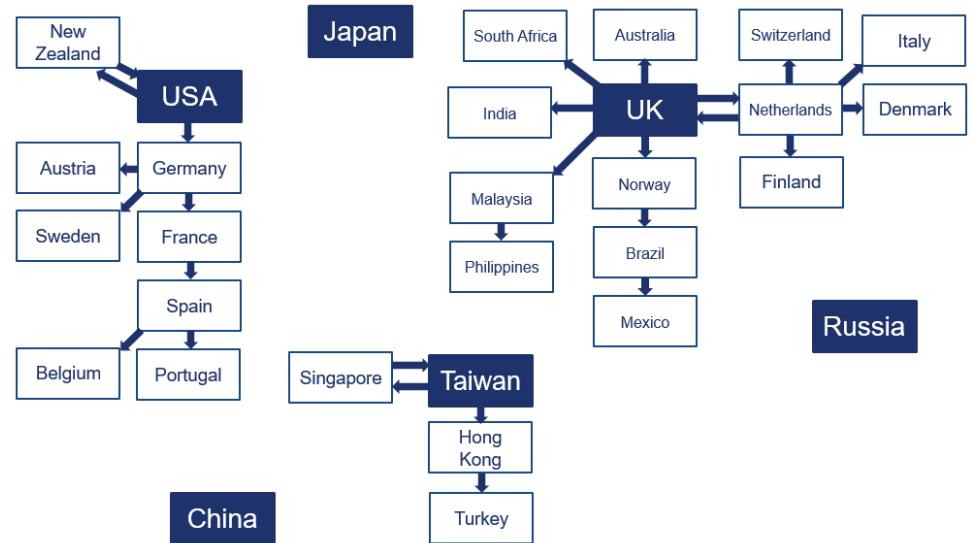 New
Zealand
USA
Austria
Germany
Sweden
France
Spain
Belgium
Portugal
Japan
South Africa
Australia
Switzerland
Italy
India
UK
Netherlands
Denmark
Malaysia
Norway
Finland
Philippines
Brazil
Mexico
Russia
Singapore
Taiwan
Hong
Kong
Turkey
China